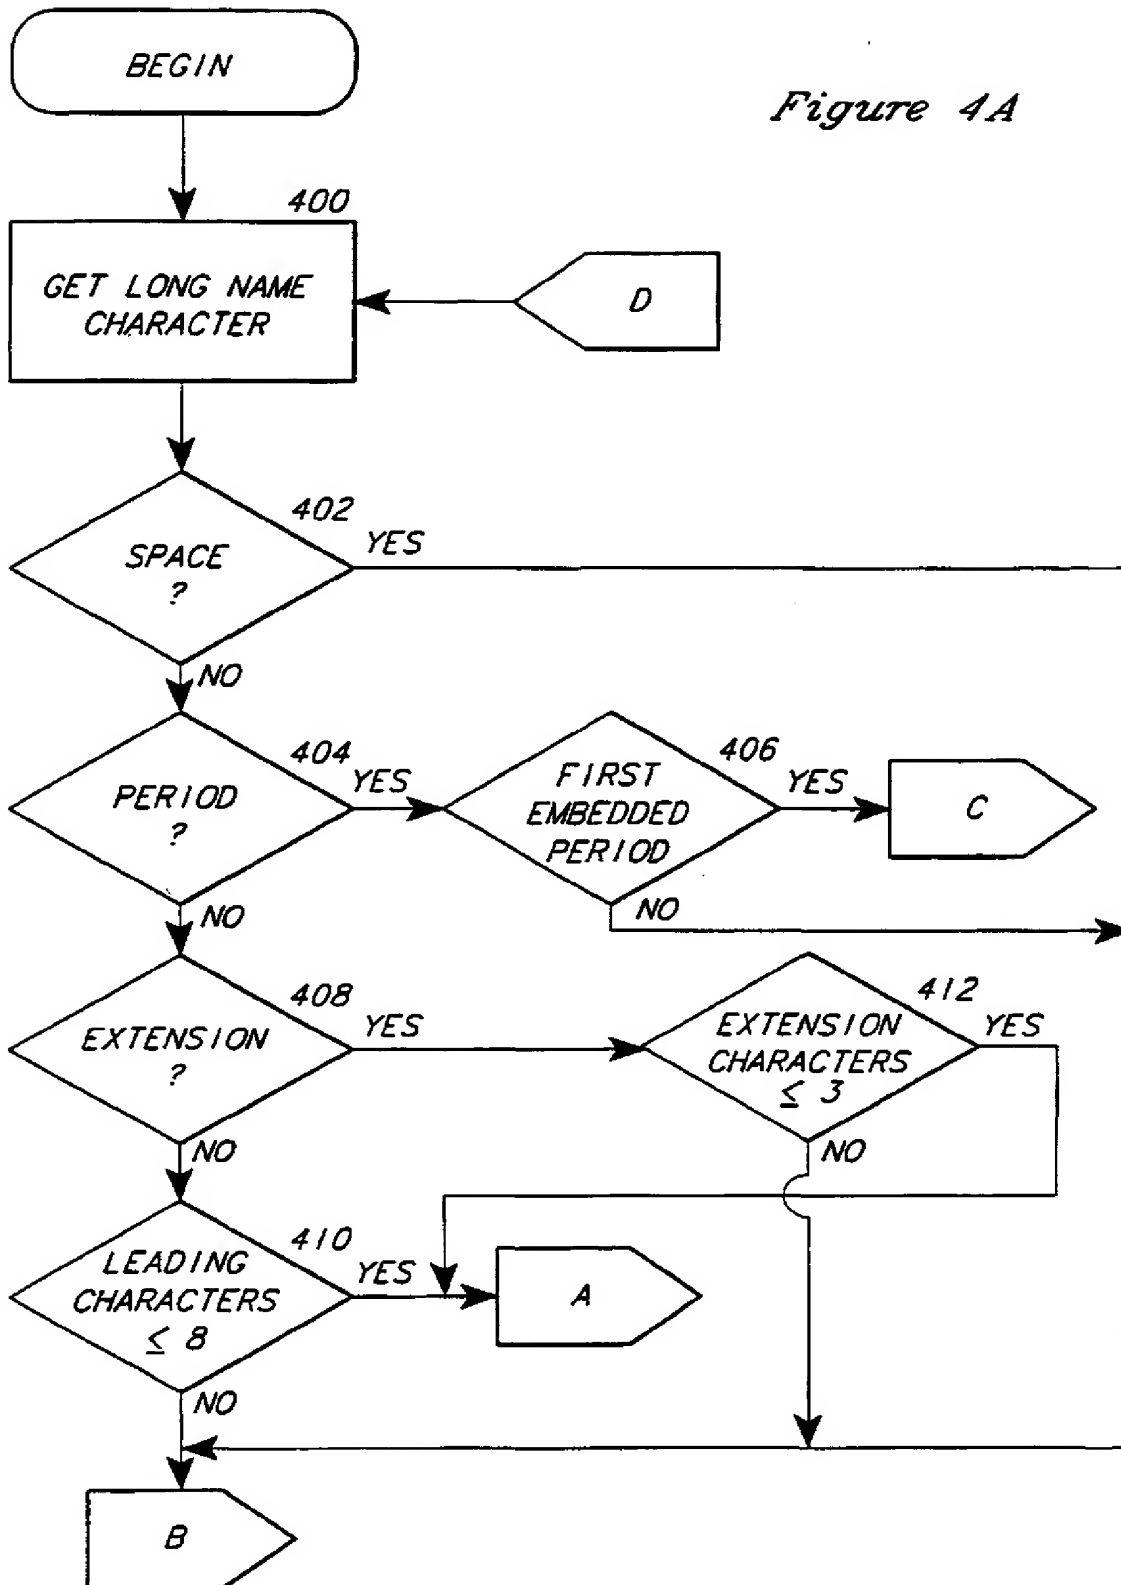 BEGIN
Figure 4A
400
GET LONG NAME
CHARACTER
D
402
SPACE
?
YES
NO
404
PERIOD
?
YES
406
FIRST
EMBEDDED
PERIOD
YES
C
NO
NO
408
EXTENSION
?
YES
412
EXTENSION
CHARACTERS
≤ 3
YES
NO
NO
410
LEADING
CHARACTERS
≤ 8
YES
A
NO
B